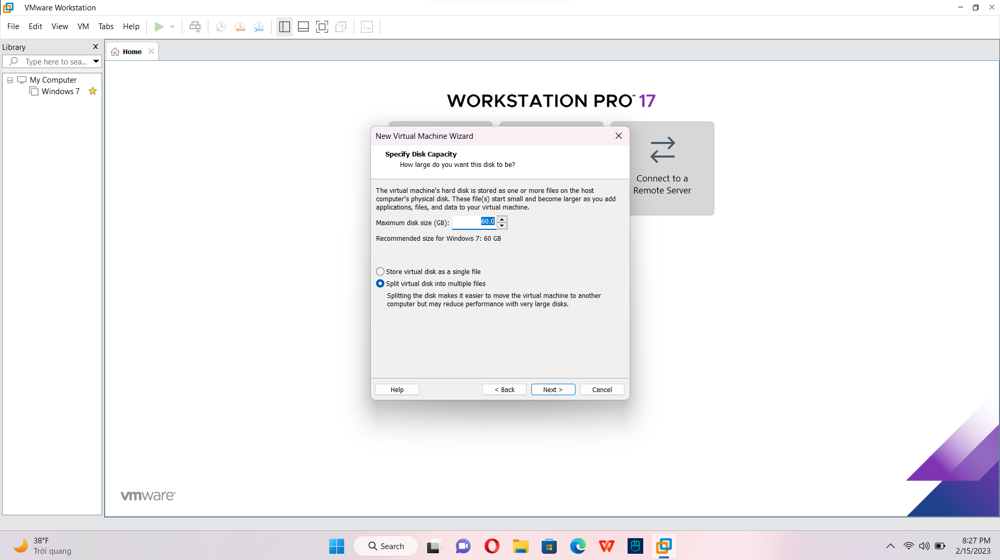 VMware Workstation
File Edit View VM Tabs Help
Library
Home
Type here to sea...
My Computer
Windows 7
WORKSTATION PRO™ 17
New Virtual Machine Wizard
Specify Disk Capacity
How large do you want this disk to be?
Connect to a
Remote Server
The virtual machine's hard disk is stored as one or more files on the host
computer's physical disk. These file(s) start small and become larger as you add
applications, files, and data to your virtual machine.
Maximum disk size (GB): 60.0
Recommended size for Windows 7: 60 GB
Store virtual disk as a single file
Split virtual disk into multiple files
Splitting the disk makes it easier to move the virtual machine to another
computer but may reduce performance with very large disks.
Help < Back Next > Cancel
vmware®
38°F
Trời quang
Search
8:27 PM
2/15/2023